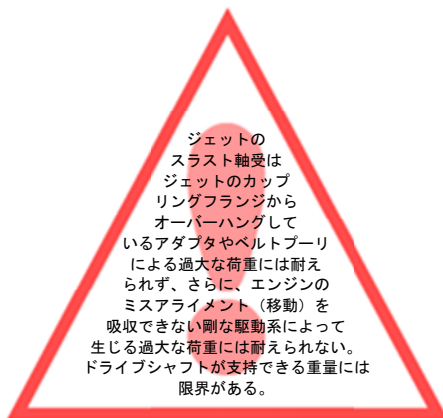 ジェットの
スラスト軸受は
ジェットのカップ
リングフランジから
オーバーハングして
いるアダプタやベルトプーリ
による過大な荷重には耐え
られず、さらに、エンジンの
ミスアライメント（移動）を
吸収できない剛な駆動系によって
生じる過大な荷重には耐えられない。
ドライブシャフトが支持できる重量には
限界がある。